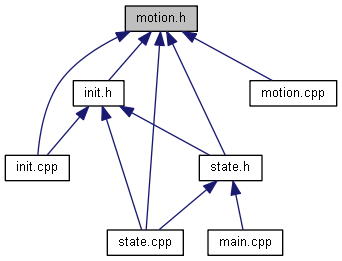 motion.h
init.h
motion.cpp
init.cpp
state.h
state.cpp
main.cpp